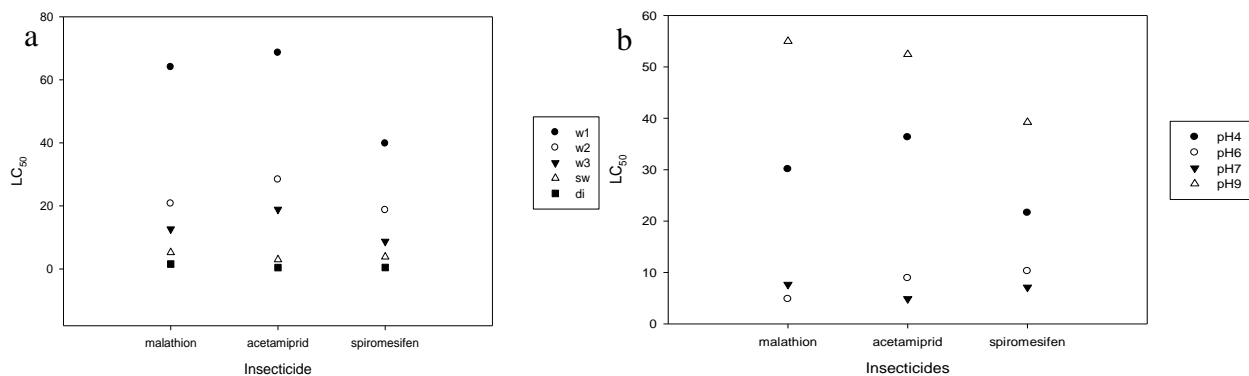 a
80
60
40
20
0
LC50
malathion acetamiprid spiromesifen
Insecticide
w1
w2
w3
sw
di
b
60
50
40
30
20
10
0
LC50
malathion acetamiprid spiromesifen
Insecticides
pH4
pH6
pH7
pH9